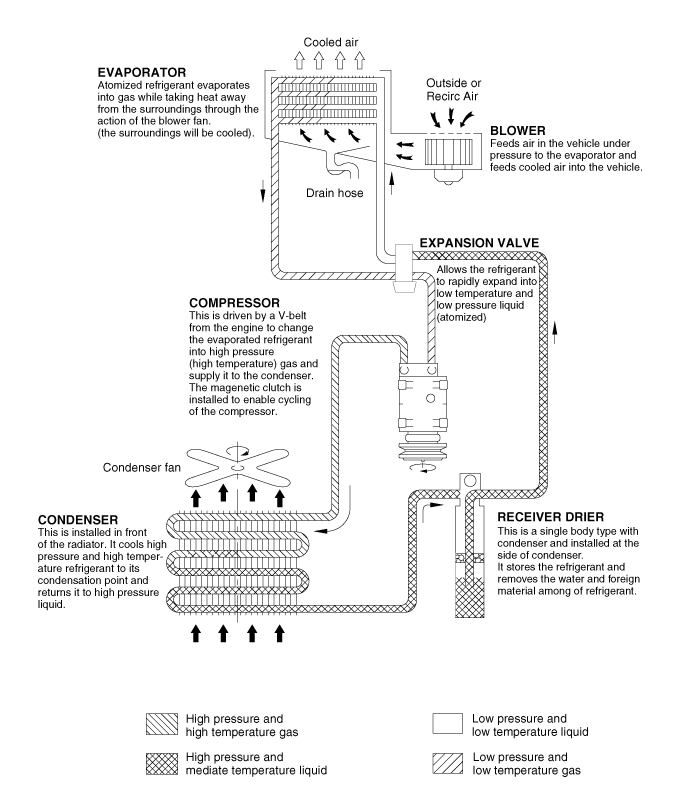 Cooled air
EVAPORATOR
Atomized refrigerant evaporates
into gas while taking heat away
from the surroundings through the
action of the blower fan.
(the surroundings will be cooled).
Outside or
Recirc Air
BLOWER
Feeds air in the vehicle under
pressure to the evaporator and
feeds cooled air into the vehicle.
Drain hose
EXPANSION VALVE
Allows the refrigerant
to rapidly expand into
low temperature and
low pressure liquid
(atomized)
COMPRESSOR
This is driven by a V-belt
from the engine to change
the evaporated refrigerant
into high pressure
(high temperature) gas and
supply it to the condenser.
The magenetic clutch is
installed to enable cycling
of the compressor.
Condenser fan
CONDENSER
This is installed in front
of the radiator. It cools high
pressure and high temper-
ature refrigerant to its
condensation point and
returns it to high pressure
liquid.
RECEIVER DRIER
This is a single body type with
condenser and installed at the
side of condenser.
It stores the refrigerant and
removes the water and foreign
material among of refrigerant.
High pressure and
high temperature gas
Low pressure and
low temperature liquid
High pressure and
mediate temperature liquid
Low pressure and
low temperature gas